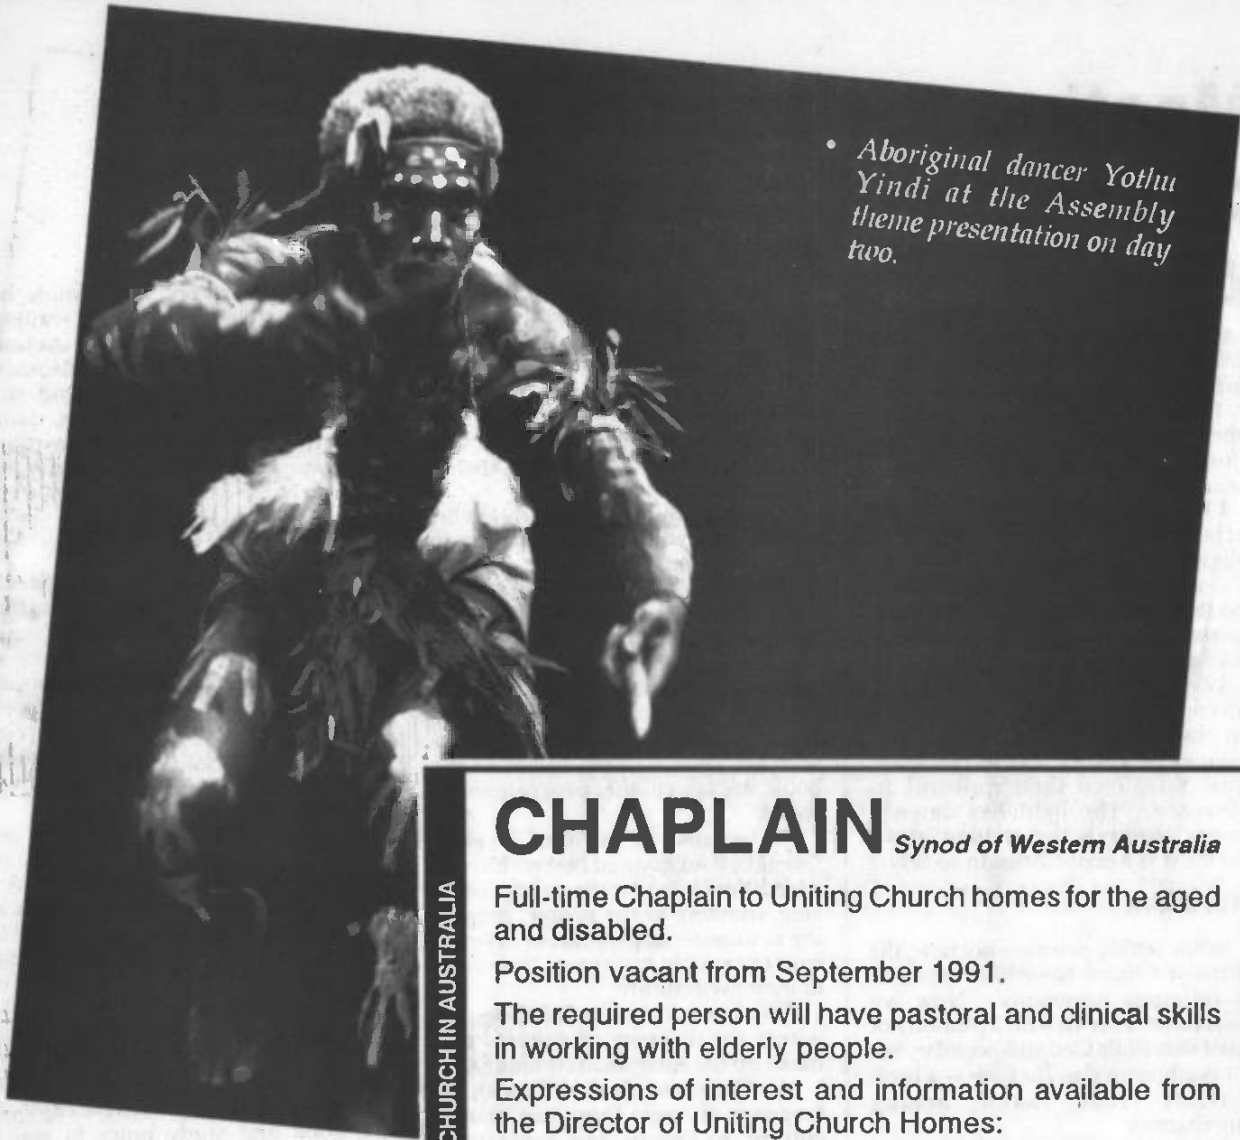 • Aboriginal dancer Yothu
Yindi at the Assembly
theme presentation on day
two.
CHAPLAIN Synod of Western Australia
Full-time Chaplain to Uniting Church homes for the aged
and disabled.
Position vacant from September 1991.
The required person will have pastoral and clinical skills
in working with elderly people.
Expressions of interest and information available from
the Director of Uniting Church Homes:
CHURCH IN AUSTRALIA